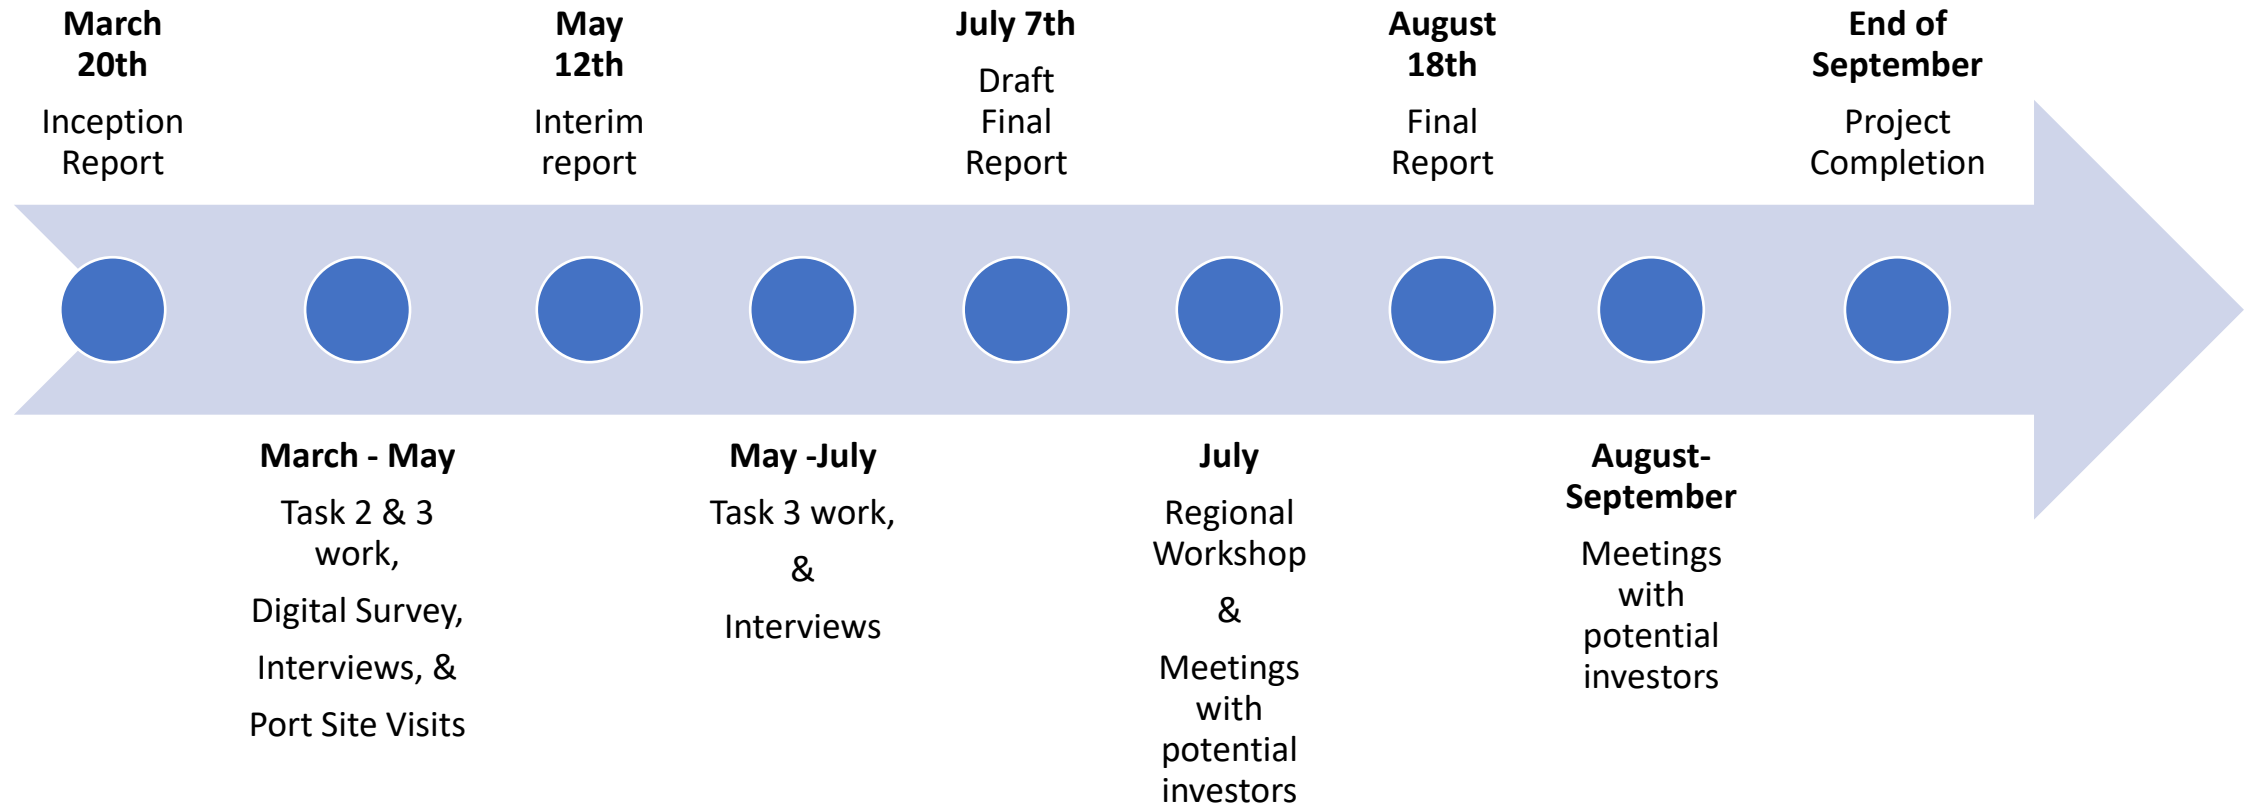 March
20th
Inception
Report
May
12th
Interim
report
July 7th
Draft
Final
Report
August
18th
Final
Report
End of
September
Project
Completion
March - May
Task 2 & 3
work,
Digital Survey,
Interviews, &
Port Site Visits
May -July
Task 3 work,
&
Interviews
July
Regional
Workshop
&
Meetings
with
potential
investors
August-
September
Meetings
with
potential
investors